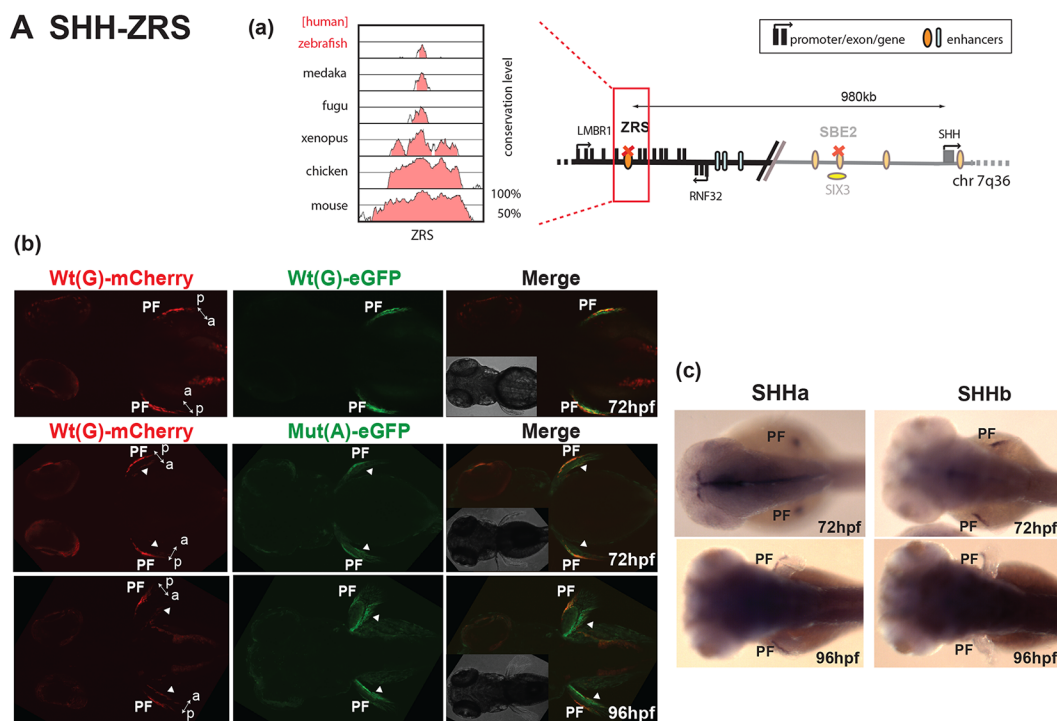 A SHH-ZRS
(a)
[human]
zebrafish
medaka
fugu
xenopus
chicken
mouse
conservation level
100%
50%
ZRS
promoter/exon/gene
enhancers
980kb
LMBR1
ZRS
SBE2
SHH
RNF32
SIX3
chr 7q36
(b)
Wt(G)-mCherry Wt(G)-eGFP Merge
PF p a PF PF
a p PF PF PF 72hpf
Wt(G)-mCherry Mut(A)-eGFP Merge
PF p a PF PF
a p PF PF PF 72hpf
PF p a PF PF
a p PF PF PF 96hpf
(c)
SHHa SHHb
PF PF
PF 72hpf PF 72hpf
PF PF
PF 96hpf PF 96hpf